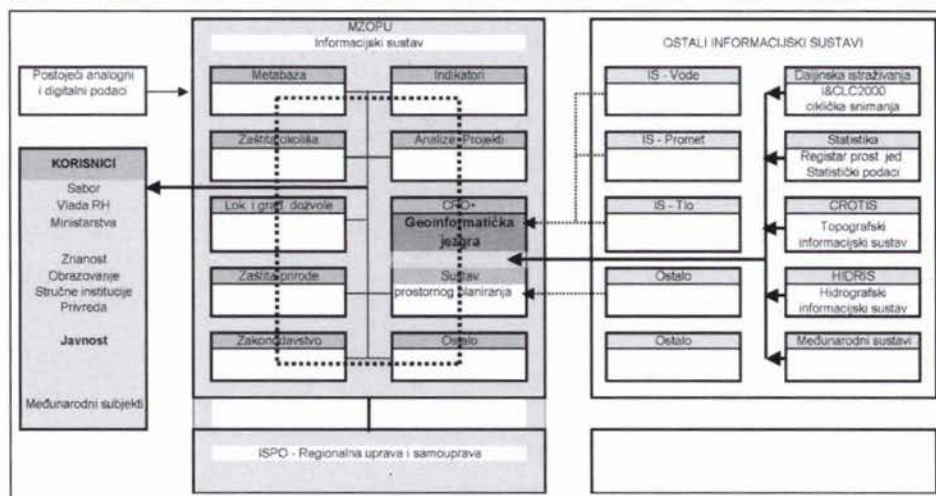 MZOPU
Informacijski sustav
OSTALI INFORMACIJSKI SUSTAVI
Postojeći analogni
i digitalni podaci
KORISNICI
Sabor
Vlada RH
Ministarstva
Znanost
Obrazovanje
Stručne institucije
Privreda
Javnost
Međunarodni subjekti
Metabaza
Zaštita okoliša
Lok. i građ. dozvole
Zaštita prirode
Zakonodavstvo
Indikatori
Analize, Projekti
Geoinformatička
jezgra
Sustav
prostornog planiranja
Ostalo
IS - Vode
IS - Promet
IS - Tlo
Ostalo
Ostalo
Daljinska istraživanja
I&CLC2000
ciklička snimanja
Statistika
Registar prost. jed.
Statistički podaci
CROTIS
Topografski
informacijski sustav
HIDRIS
Hidrografski
informacijski sustav
Međunarodni sustavi
ISPO - Regionalna uprava i samouprava